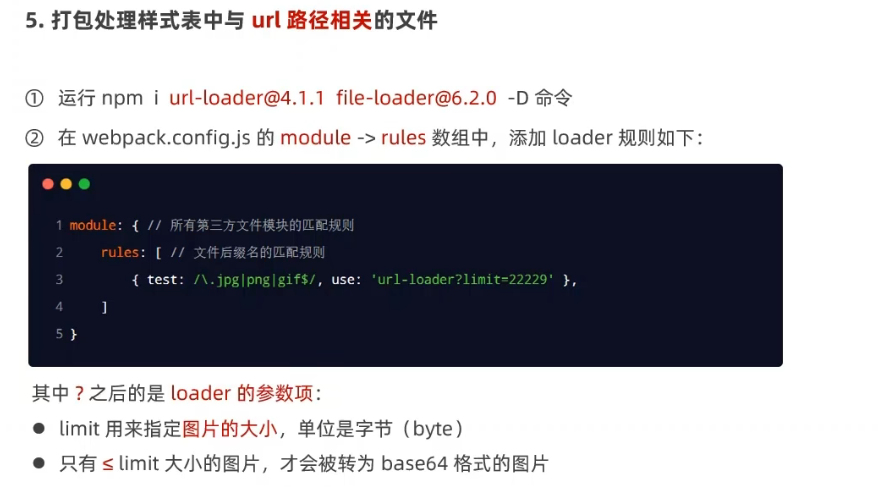 5. 打包处理样式表中与 url 路径相关的文件
① 运行 npm i url-loader@4.1.1 file-loader@6.2.0 -D 命令
② 在 webpack.config.js 的 module -> rules 数组中，添加 loader 规则如下：
1 module: { // 所有第三方文件模块的匹配规则
2 rules: [ // 文件后缀名的匹配规则
3 { test: /\.jpg|png|gif$/, use: 'url-loader?limit=22229' },
4 ]
5 }
其中 ? 之后的是 loader 的参数项：
● limit 用来指定图片的大小，单位是字节（byte）
● 只有 ≤ limit 大小的图片，才会被转为 base64 格式的图片